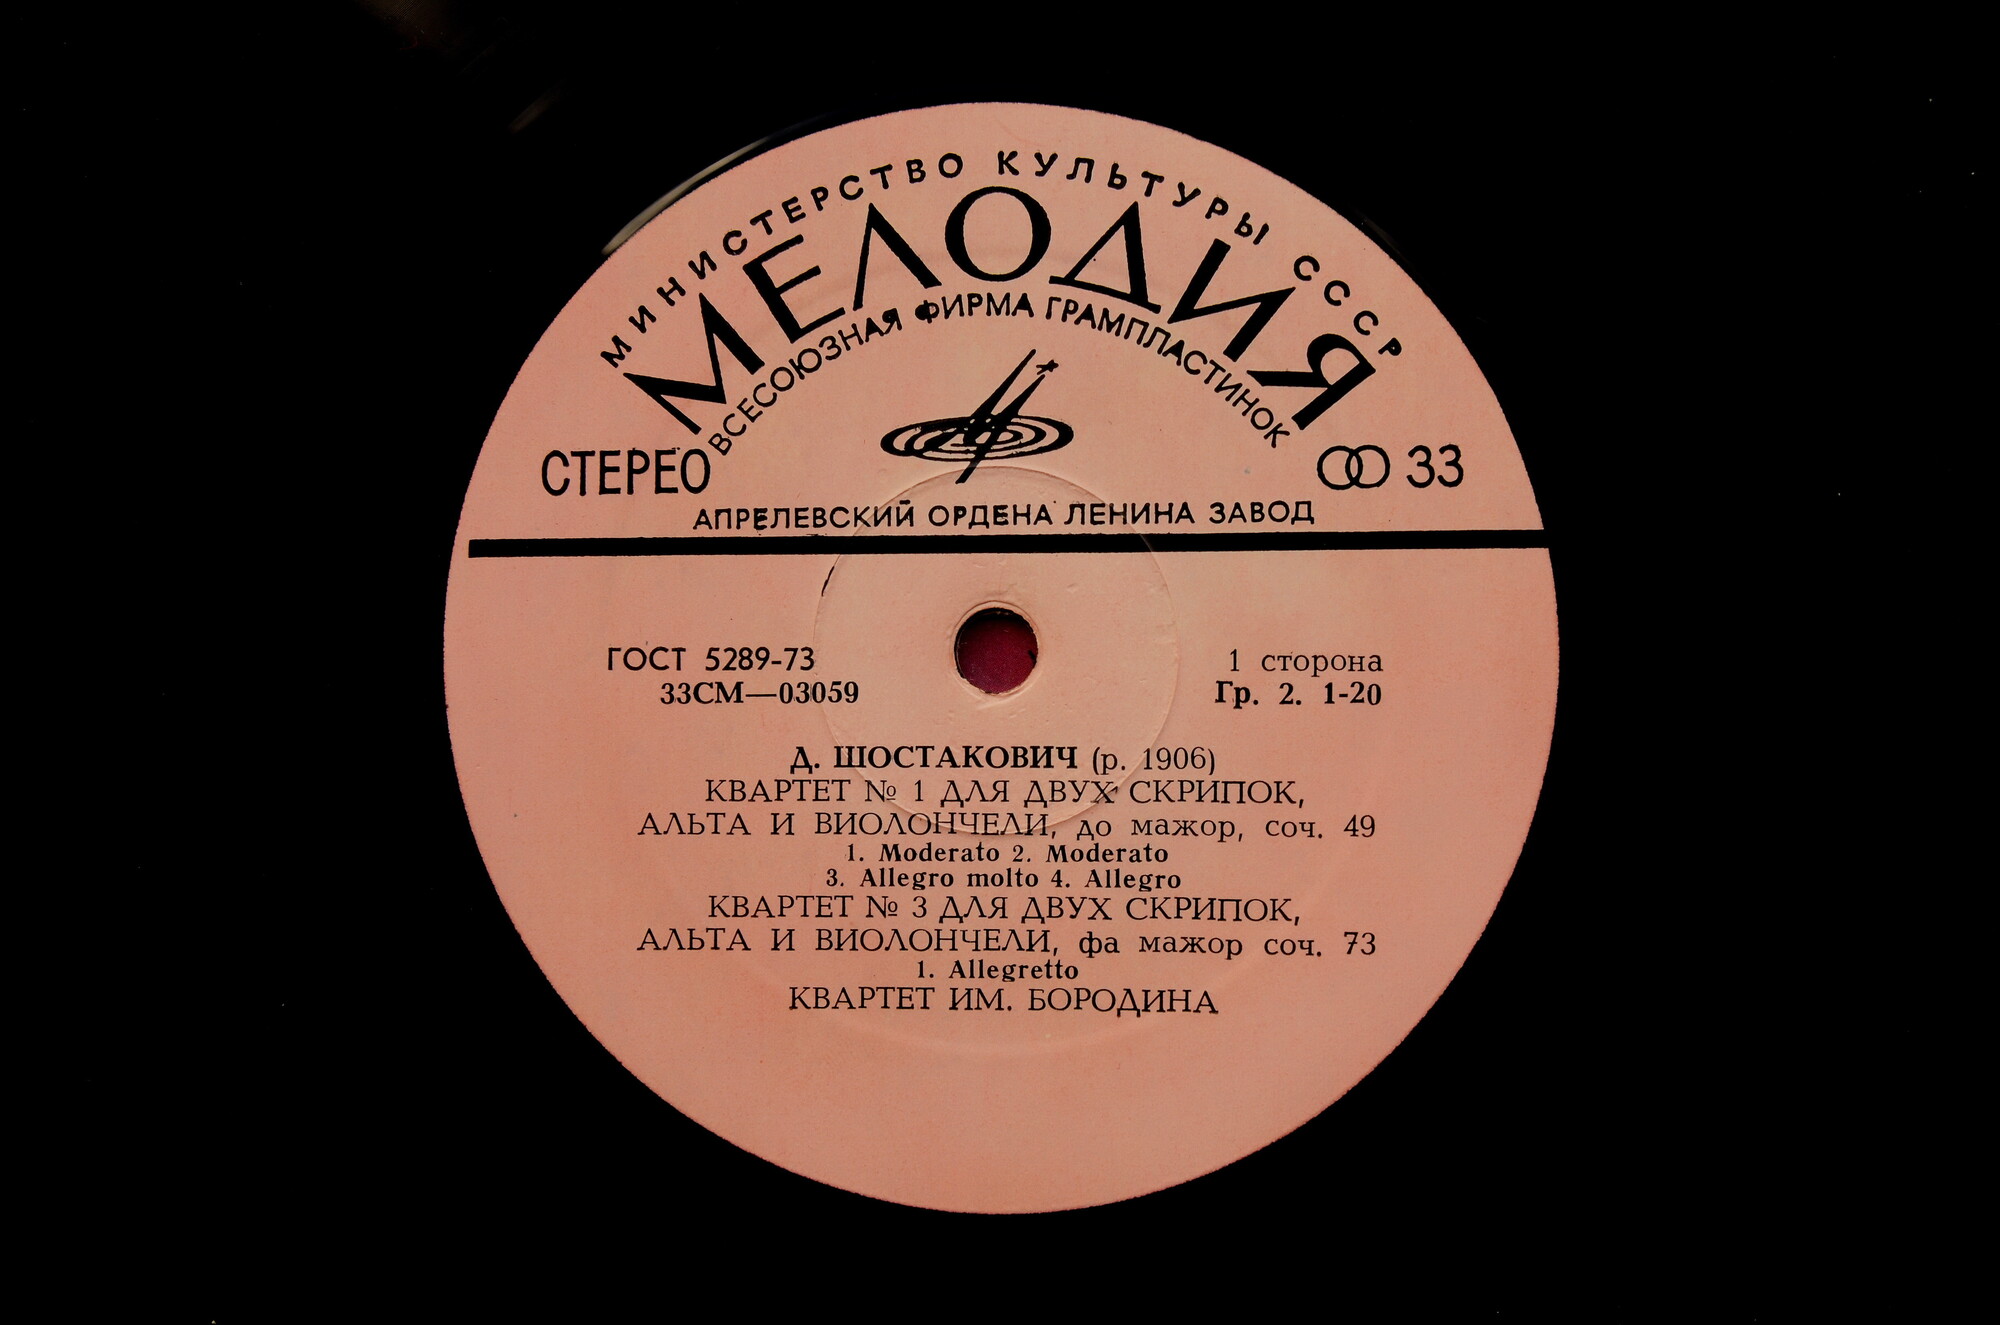 МИНИСТЕРСТВО КУЛЬТУРЫ СССР
МЕЛОДИЯ
ВСЕСОЮЗНАЯ ФИРМА ГРАМПЛАСТИНОК
СТЕРЕО
33
АПРЕЛЕВСКИЙ ОРДЕНА ЛЕНИНА ЗАВОД
ГОСТ 5289-73
33СМ—03059
1 сторона
Гр. 2. 1-20
Д. ШОСТАКОВИЧ (р. 1906)
КВАРТЕТ № 1 ДЛЯ ДВУХ СКРИПОК,
АЛЬТА И ВИОЛОНЧЕЛИ, до мажор, соч. 49
1. Moderato 2. Moderato
3. Allegro molto 4. Allegro
КВАРТЕТ № 3 ДЛЯ ДВУХ СКРИПОК,
АЛЬТА И ВИОЛОНЧЕЛИ, фа мажор соч. 73
1. Allegretto
КВАРТЕТ ИМ. БОРОДИНА